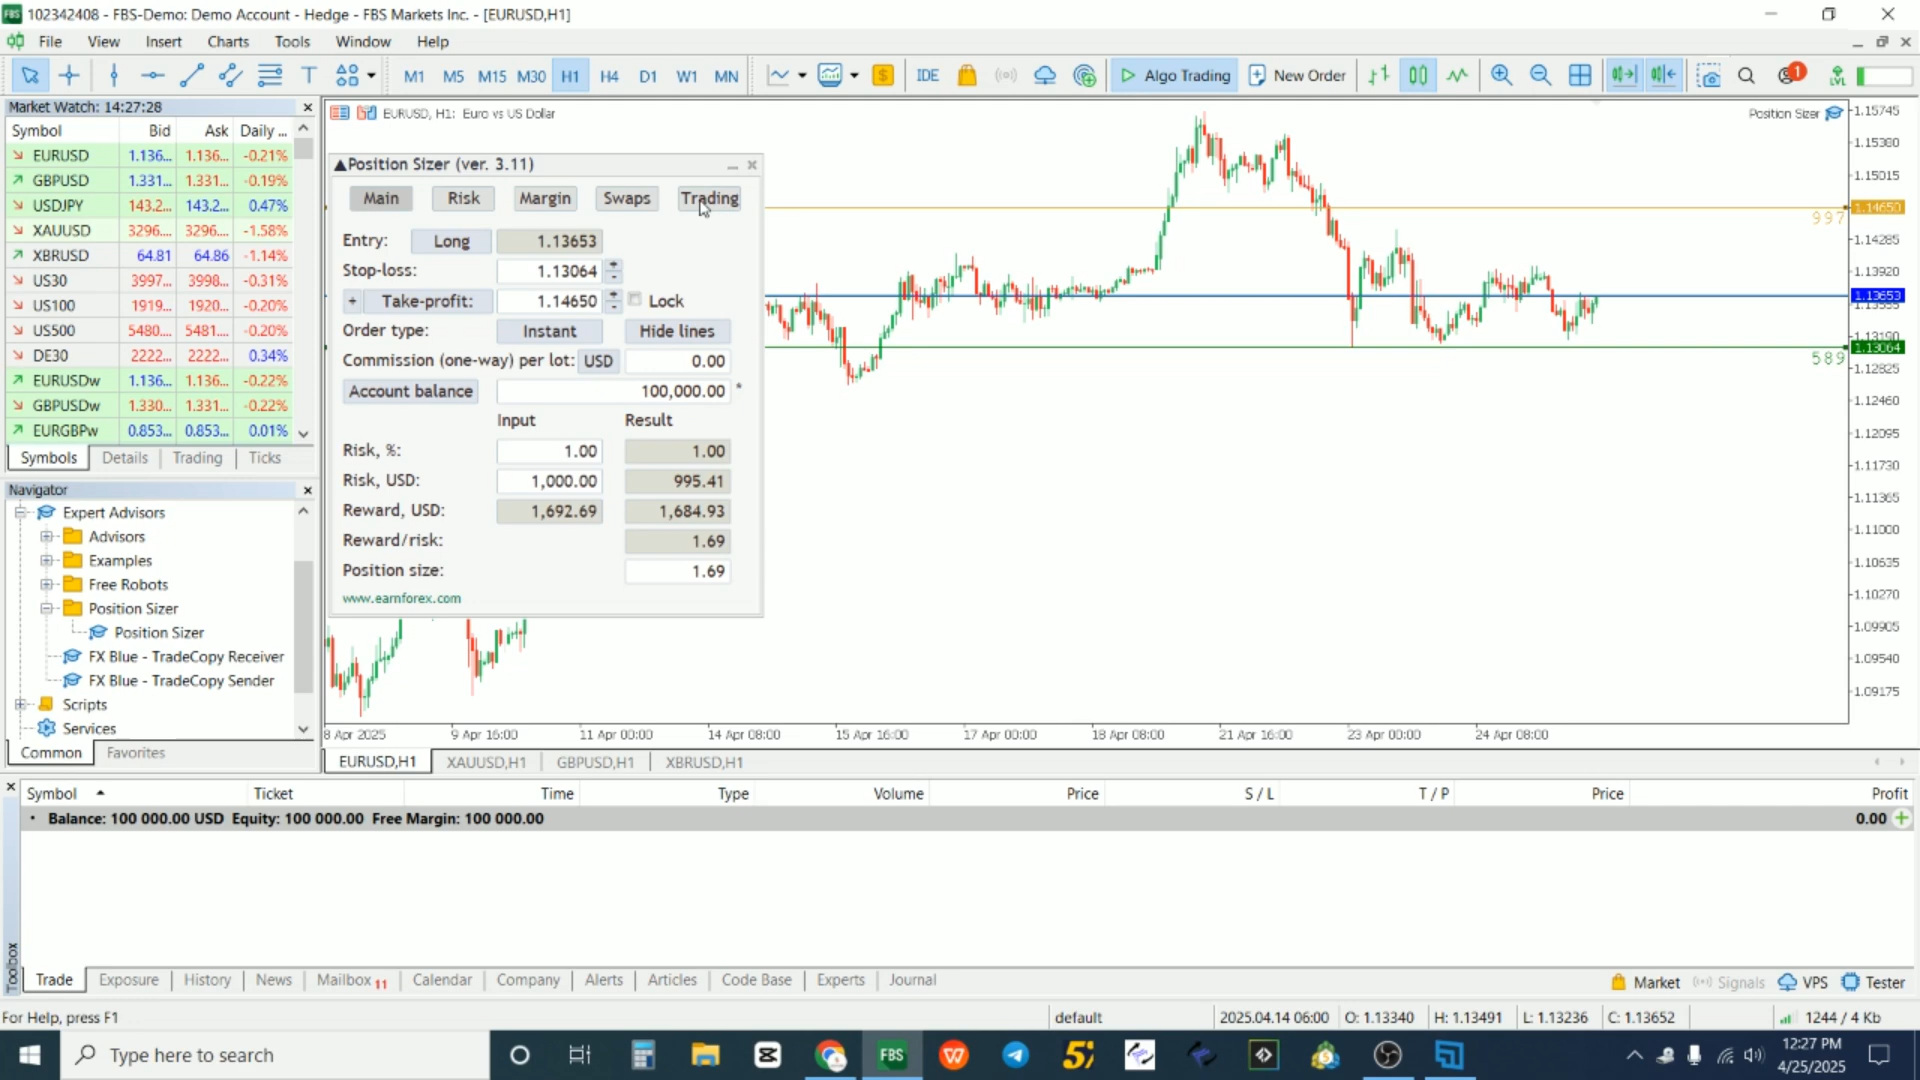 FBS 102342408 - FBS-Demo: Demo Account - Hedge - FBS Markets Inc. - [EURUSD,H1]
File View Insert Charts Tools Window Help
M1 M5 M15 M30 H1 H4 D1 W1 MN $ IDE Algo Trading New Order 1 LVL
Market Watch: 14:27:28
Symbol Bid Ask Daily ...
EURUSD 1.136... 1.136... -0.21%
GBPUSD 1.331... 1.331... -0.19%
USDJPY 143.2... 143.2... 0.47%
XAUUSD 3296.... 3296.... -1.58%
XBRUSD 64.81 64.86 -1.14%
US30 3997... 3998... -0.31%
US100 1919... 1920... -0.20%
US500 5480... 5481... -0.20%
DE30 2222... 2222... 0.34%
EURUSDw 1.136... 1.136... -0.22%
GBPUSDw 1.330... 1.331... -0.22%
EURGBPw 0.853... 0.853... 0.01%
Symbols Details Trading Ticks
Navigator
Expert Advisors
Advisors
Examples
Free Robots
Position Sizer
Position Sizer
FX Blue - TradeCopy Receiver
FX Blue - TradeCopy Sender
Scripts
Services
Common Favorites
EURUSD, H1: Euro vs US Dollar
Position Sizer
▲Position Sizer (ver. 3.11)
Main Risk Margin Swaps Trading
Entry: Long 1.13653
Stop-loss: 1.13064
+ Take-profit: 1.14650 Lock
Order type: Instant Hide lines
Commission (one-way) per lot: USD 0.00
Account balance 100,000.00 *
Input Result
Risk, %: 1.00 1.00
Risk, USD: 1,000.00 995.41
Reward, USD: 1,692.69 1,684.93
Reward/risk: 1.69
Position size: 1.69
www.earnforex.com
997
589
1.15745
1.15380
1.15015
1.14650
1.14285
1.13920
1.13653
1.13190
1.13064
1.12825
1.12460
1.12095
1.11730
1.11365
1.11000
1.10635
1.10270
1.09905
1.09540
1.09175
8 Apr 2025 9 Apr 16:00 11 Apr 00:00 14 Apr 08:00 15 Apr 16:00 17 Apr 00:00 18 Apr 08:00 21 Apr 16:00 23 Apr 00:00 24 Apr 08:00
EURUSD,H1 XAUUSD,H1 GBPUSD,H1 XBRUSD,H1
Symbol Ticket Time Type Volume Price S / L T / P Price Profit
Balance: 100 000.00 USD Equity: 100 000.00 Free Margin: 100 000.00 0.00
Toolbox
Trade Exposure History News Mailbox 11 Calendar Company Alerts Articles Code Base Experts Journal Market Signals VPS Tester
For Help, press F1 default 2025.04.14 06:00 O: 1.13340 H: 1.13491 L: 1.13236 C: 1.13652 1244 / 4 Kb
Type here to search FBS 12:27 PM
4/25/2025